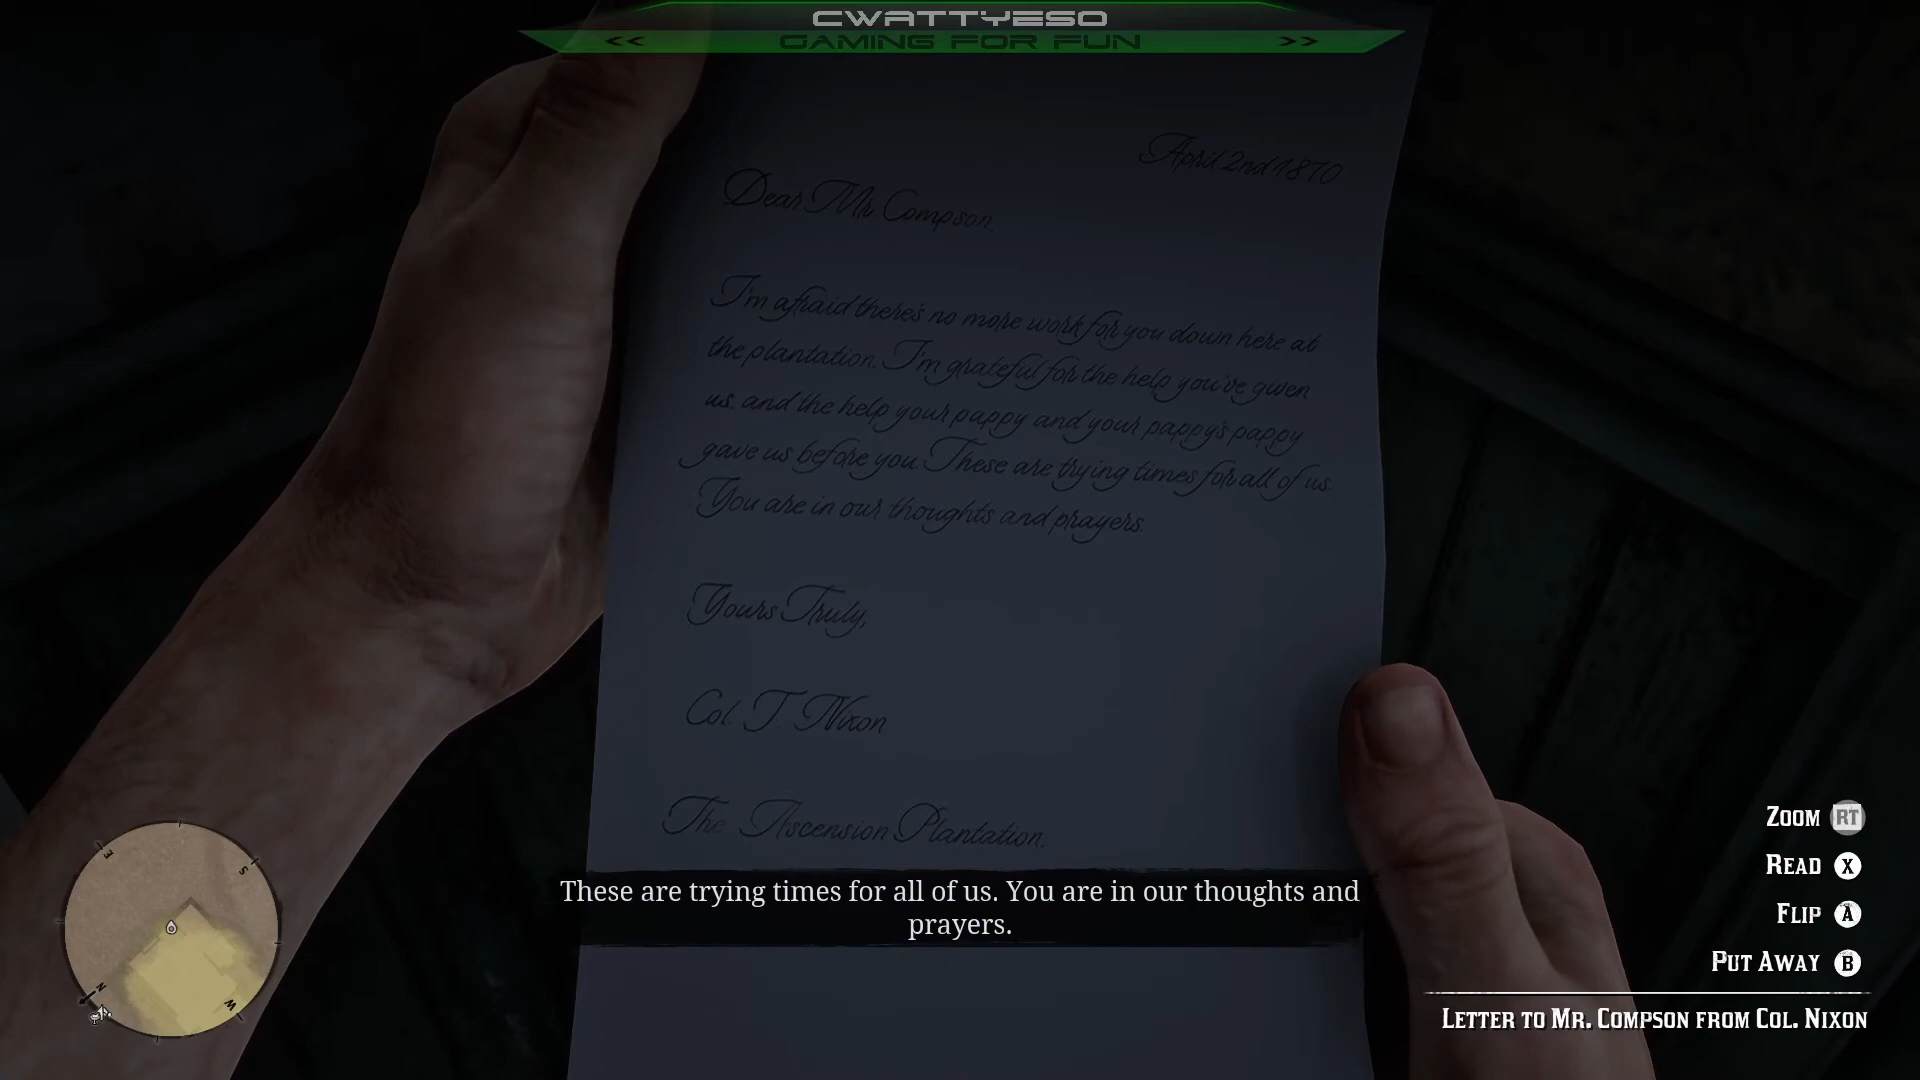 CWATTYESO
<< GAMING FOR FUN >>
April 2nd 1870
Dear Mr Compson,
I'm afraid there's no more work for you down here at
the plantation. I'm grateful for the help you've given
us, and the help your pappy and your pappy's pappy
gave us before you. These are trying times for all of us.
You are in our thoughts and prayers.
Yours Truly,
Col. T. Nixon
The Ascension Plantation.
These are trying times for all of us. You are in our thoughts and
prayers.
ZOOM RT
READ X
FLIP A
PUT AWAY B
LETTER TO MR. COMPSON FROM COL. NIXON
E
S
N
W